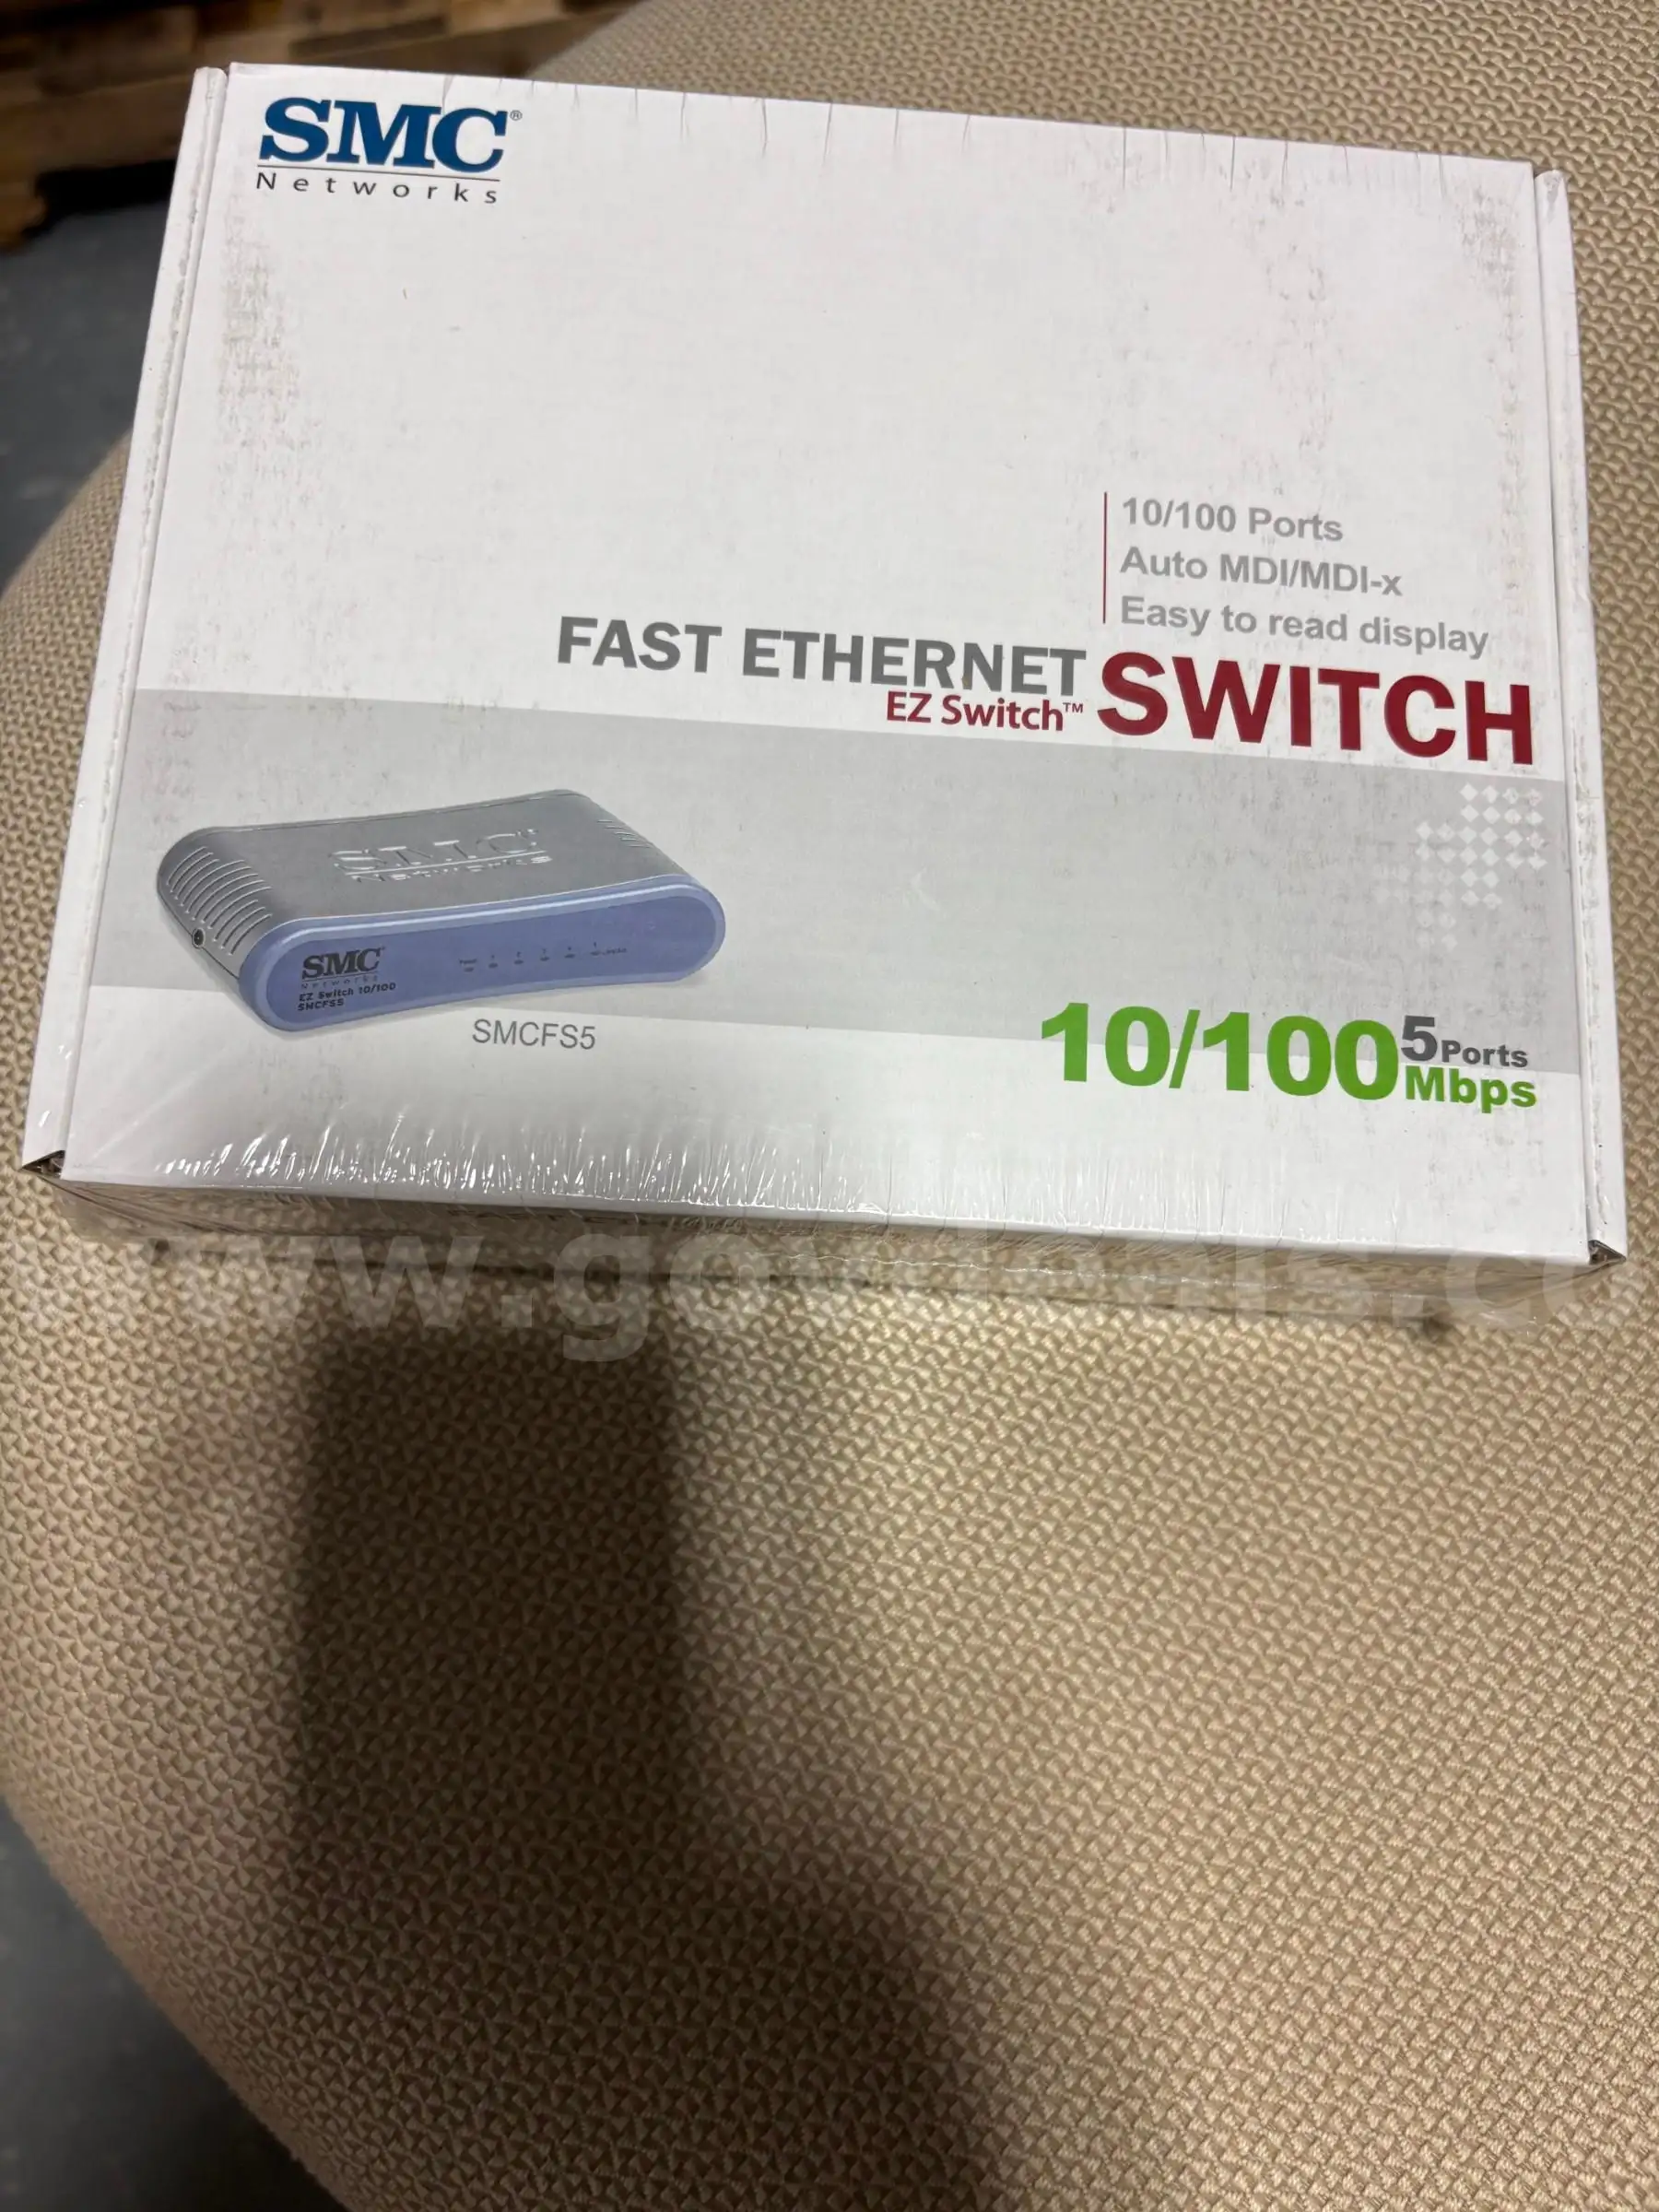 SMC®
Networks
10/100 Ports
Auto MDI/MDI-x
Easy to read display
FAST ETHERNET SWITCH
EZ Switch™
SMC
Networks
SMC
Networks
EZ Switch 10/100
SMCFS5
SMCFS5
10/100 5 Ports
Mbps